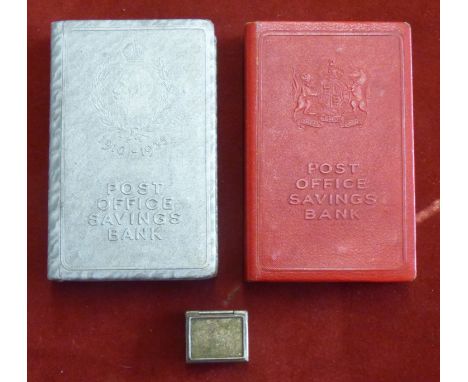 1910-1935
POST
OFFICE
SAVINGS
BANK
POST
OFFICE
SAVINGS
BANK